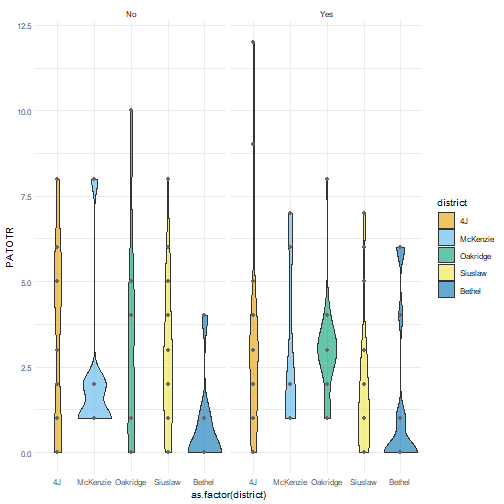 No Yes
12.5
10.0
7.5
5.0
2.5
0.0
PATOTR
4J McKenzie Oakridge Siuslaw Bethel 4J McKenzie Oakridge Siuslaw Bethel
as.factor(district)
district
4J
McKenzie
Oakridge
Siuslaw
Bethel